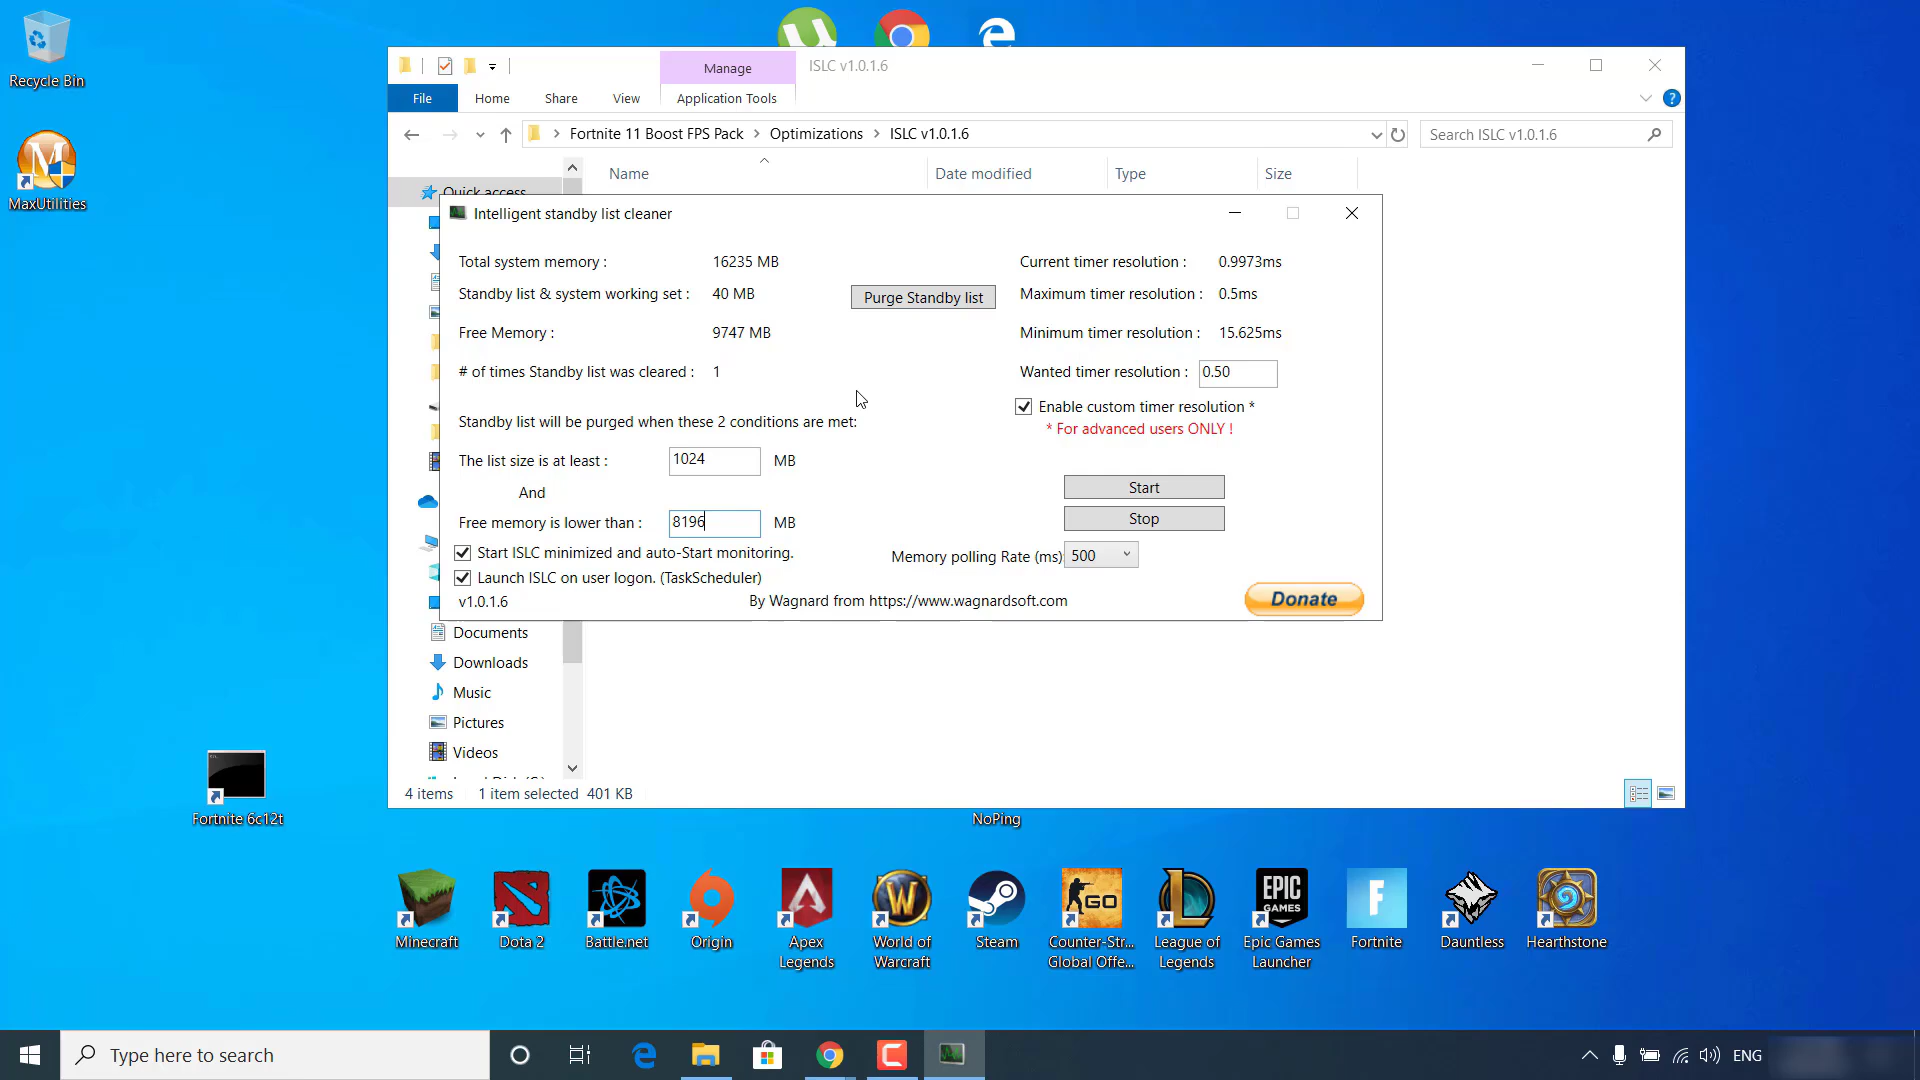 Recycle Bin
MaxUtilities
Manage
ISLC v1.0.1.6
File
Home
Share
View
Application Tools
Fortnite 11 Boost FPS Pack
Optimizations
ISLC v1.0.1.6
Search ISLC v1.0.1.6
Name
Date modified
Type
Size
Quick access
Intelligent standby list cleaner
Total system memory : 16235 MB
Standby list & system working set : 40 MB
Purge Standby list
Free Memory : 9747 MB
# of times Standby list was cleared : 1
Current timer resolution : 0.9973ms
Maximum timer resolution : 0.5ms
Minimum timer resolution : 15.625ms
Wanted timer resolution : 0.50
Enable custom timer resolution *
* For advanced users ONLY !
Standby list will be purged when these 2 conditions are met:
The list size is at least : 1024 MB
And
Free memory is lower than : 8196 MB
Start
Stop
Start ISLC minimized and auto-Start monitoring.
Memory polling Rate (ms) 500
Launch ISLC on user logon. (TaskScheduler)
v1.0.1.6
By Wagnard from https://www.wagnardsoft.com
Donate
Documents
Downloads
Music
Pictures
Videos
4 items
1 item selected 401 KB
Fortnite 6c12t
NoPing
GO
EPIC
GAMES
Minecraft
Dota 2
Battle.net
Origin
Apex
Legends
World of
Warcraft
Steam
Counter-Str...
Global Offe...
League of
Legends
Epic Games
Launcher
Fortnite
Dauntless
Hearthstone
Type here to search
ENG